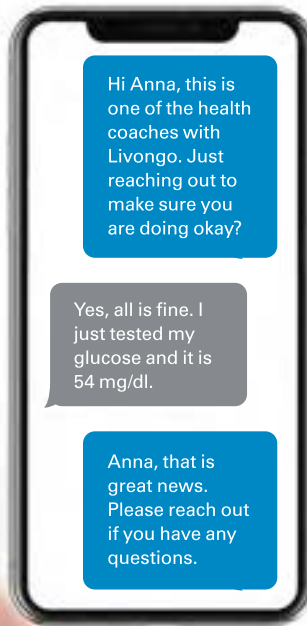 Hi Anna, this is
one of the health
coaches with
Livongo. Just
reaching out to
make sure you
are doing okay?
Yes, all is fine. I
just tested my
glucose and it is
54 mg/dl.
Anna, that is
great news.
Please reach out
if you have any
questions.